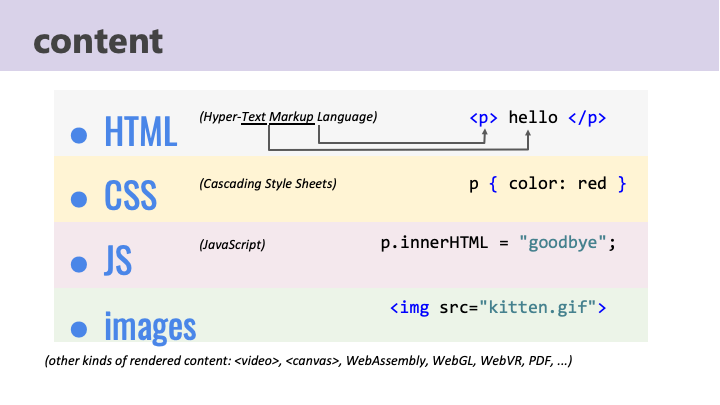 content
● HTML (Hyper-Text Markup Language) <p> hello </p>
● CSS (Cascading Style Sheets) p { color: red }
● JS (JavaScript) p.innerHTML = "goodbye";
● images <img src="kitten.gif">
(other kinds of rendered content: <video>, <canvas>, WebAssembly, WebGL, WebVR, PDF, ...)